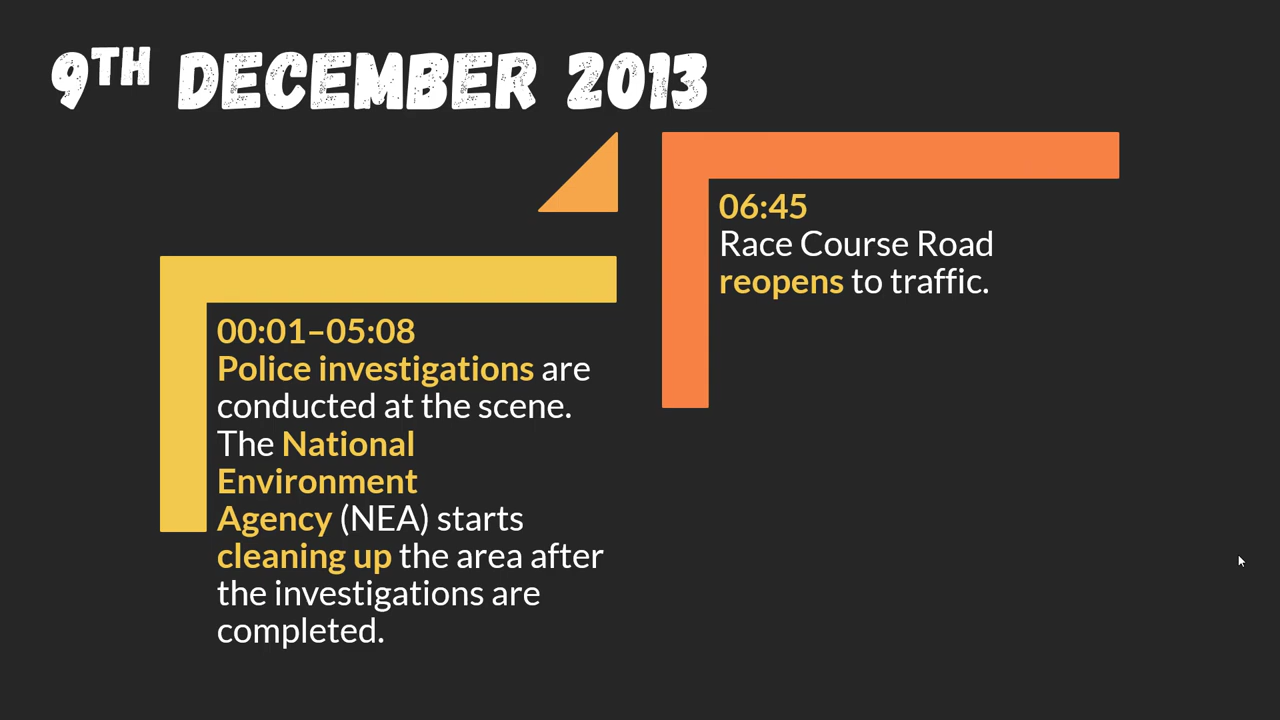 9TH DECEMBER 2013
00:01–05:08
Police investigations are
conducted at the scene.
The National
Environment
Agency (NEA) starts
cleaning up the area after
the investigations are
completed.
06:45
Race Course Road
reopens to traffic.